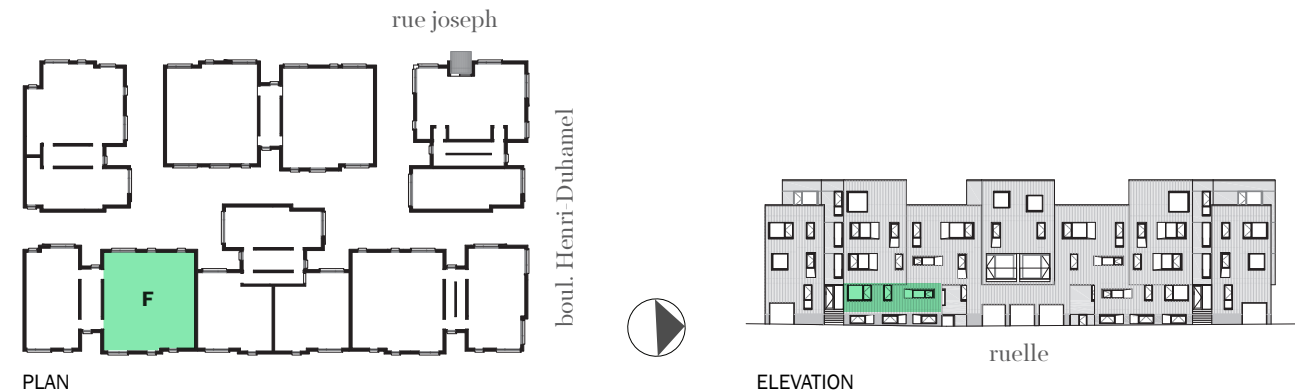 rue joseph
boul. Henri-Duhamel
F
ruelle
PLAN
ELEVATION